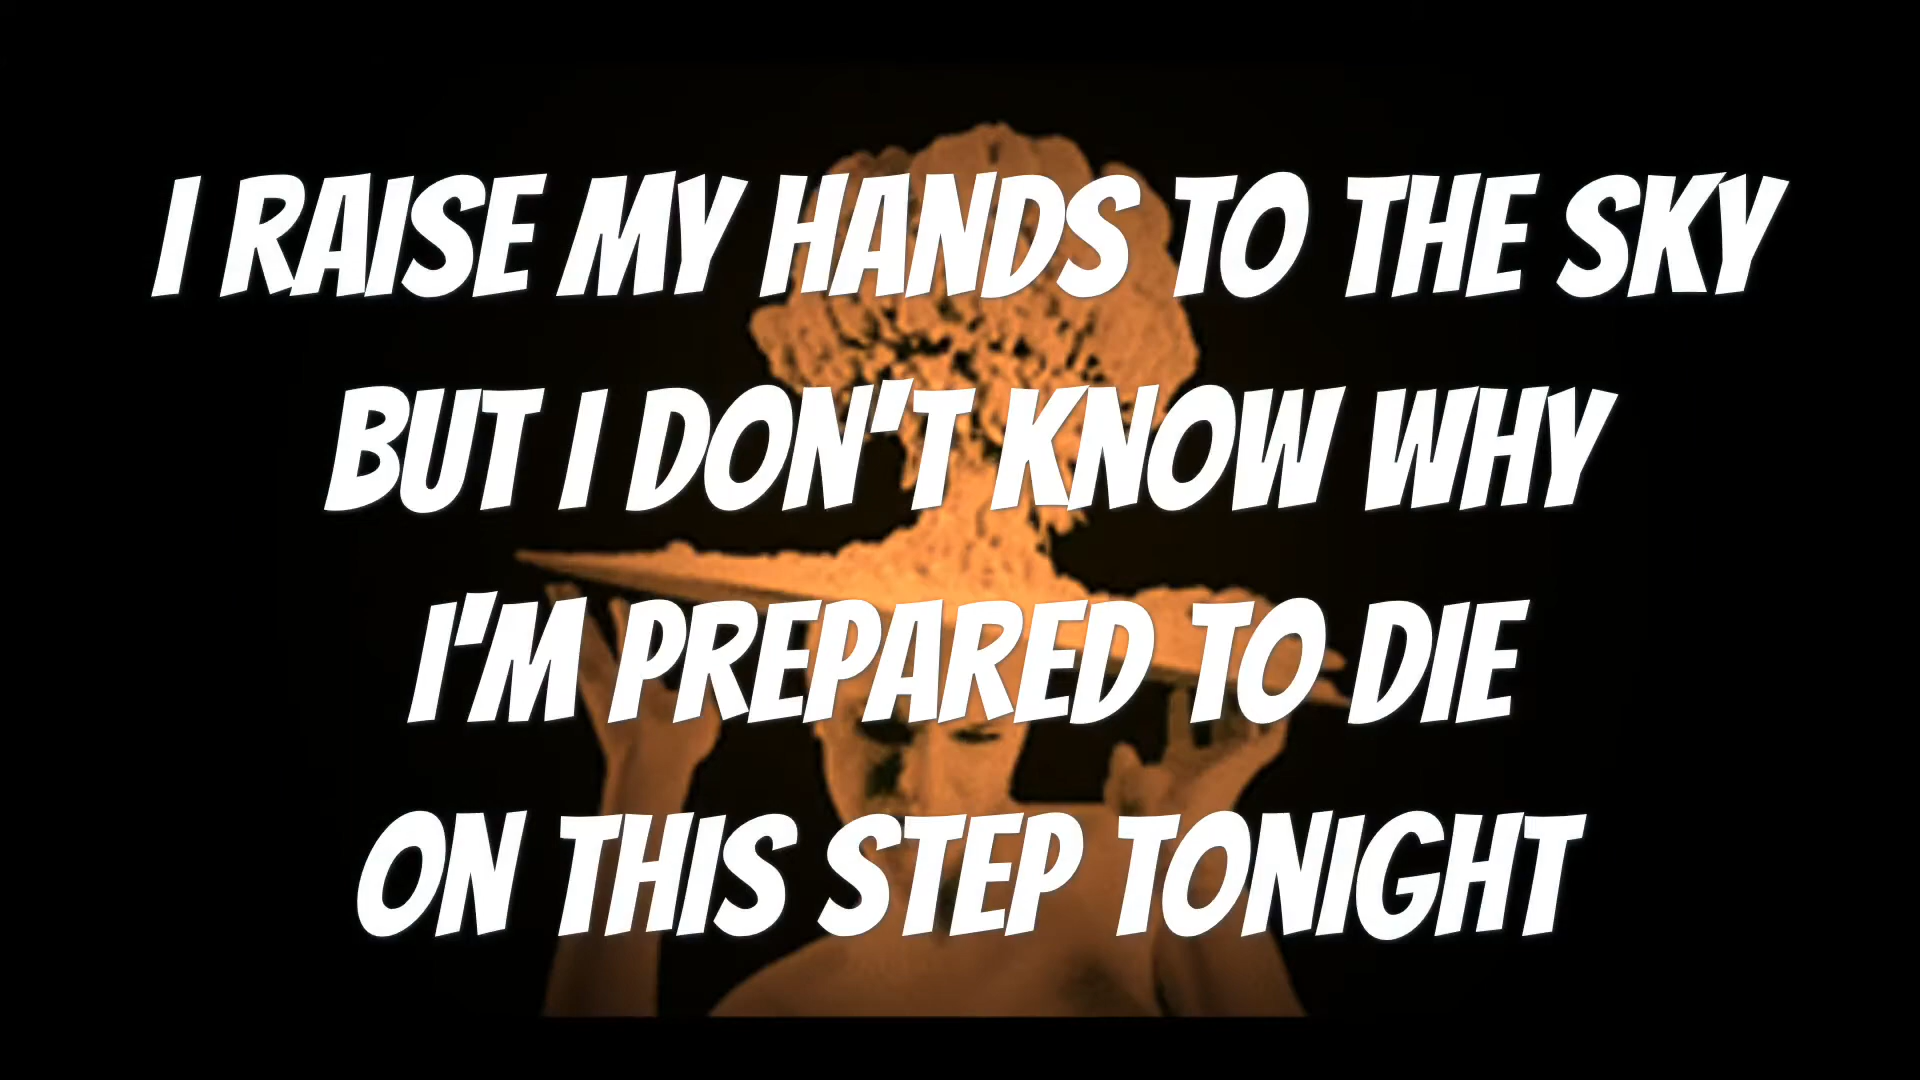 I RAISE MY HANDS TO THE SKY
BUT I DON'T KNOW WHY
I'M PREPARED TO DIE
ON THIS STEP TONIGHT